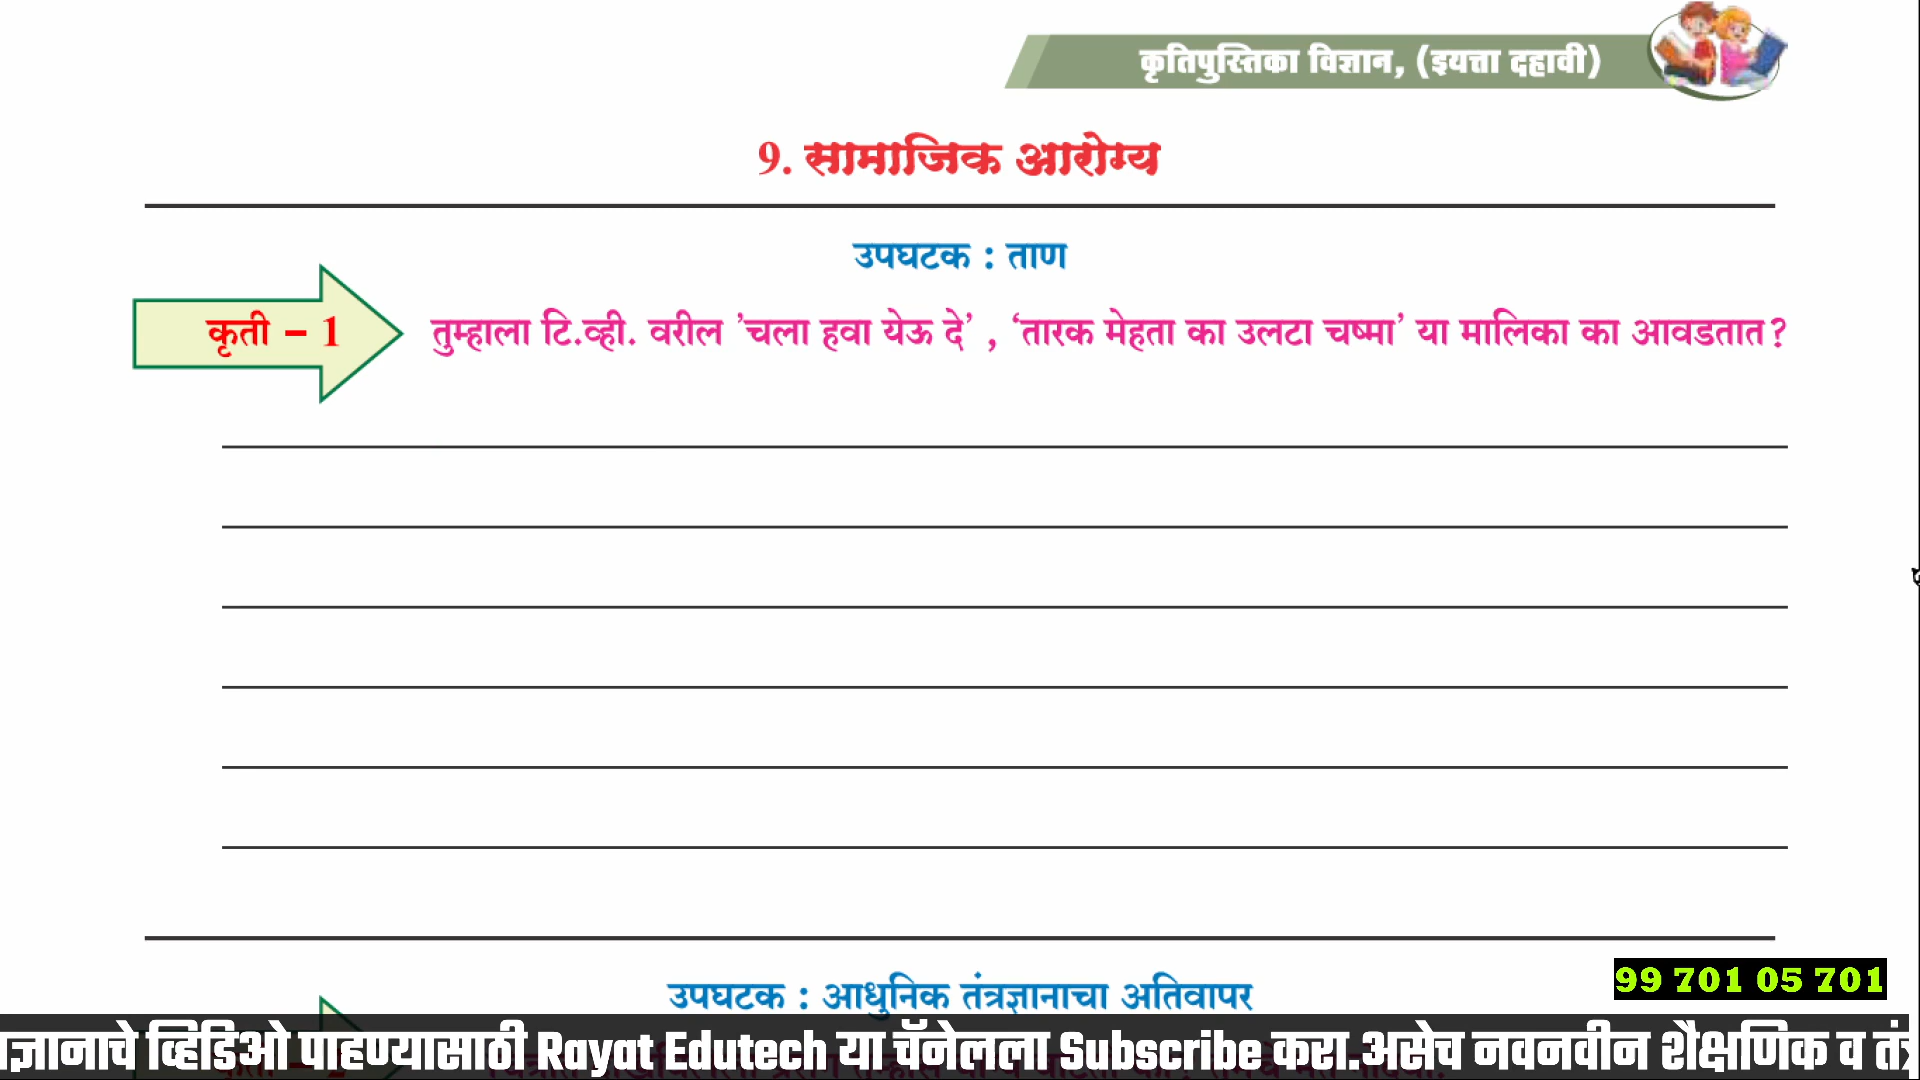 कृतिपुस्तिका विज्ञान, (इयत्ता दहावी)
9. सामाजिक आरोग्य
उपघटक : ताण
कृती – 1
तुम्हाला टि.व्ही. वरील ’चला हवा येऊ दे’ , ‘तारक मेहता का उलटा चष्मा’ या मालिका का आवडतात?
उपघटक : आधुनिक तंत्रज्ञानाचा अतिवापर
99 701 05 701
ज्ञानाचे व्हिडिओ पाहण्यासाठी Rayat Edutech या चॅनेलला Subscribe करा.असेच नवनवीन शैक्षणिक व